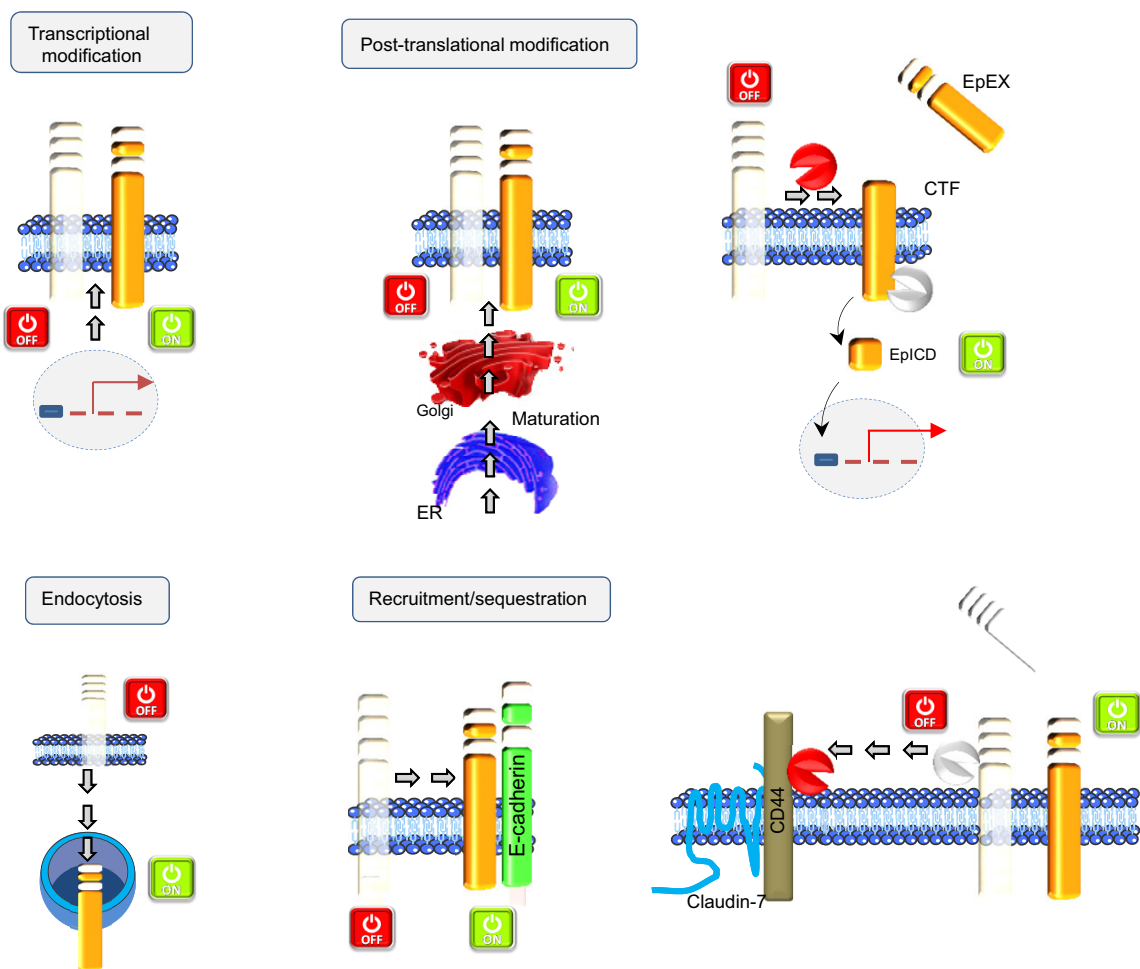 Transcriptional
modification
OFF
ON
Post-translational modification
OFF
ON
Golgi
Maturation
ER
OFF
EpEX
CTF
EpICD
ON
Endocytosis
OFF
ON
Recruitment/sequestration
E-cadherin
OFF
ON
OFF
ON
CD44
Claudin-7